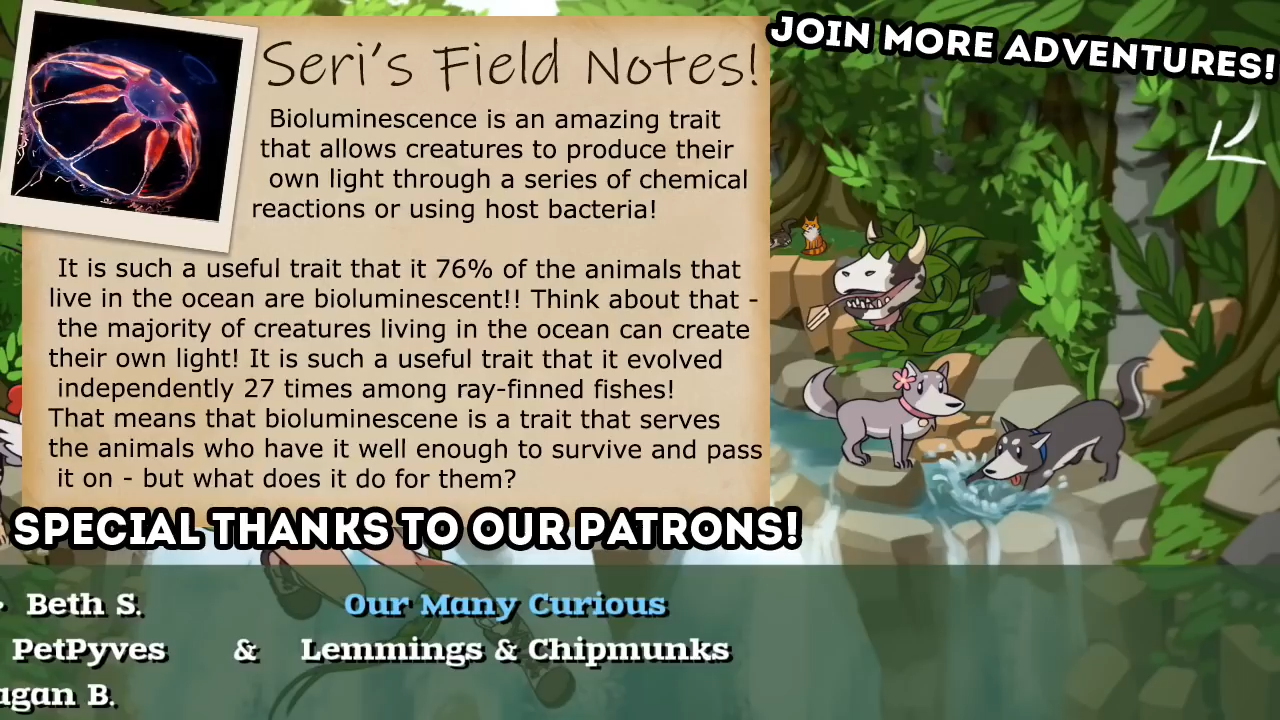 Seri's Field Notes!
JOIN MORE ADVENTURES!
Bioluminescence is an amazing trait
that allows creatures to produce their
own light through a series of chemical
reactions or using host bacteria!
It is such a useful trait that it 76% of the animals that
live in the ocean are bioluminescent!! Think about that -
the majority of creatures living in the ocean can create
their own light! It is such a useful trait that it evolved
independently 27 times among ray-finned fishes!
That means that bioluminescene is a trait that serves
the animals who have it well enough to survive and pass
it on - but what does it do for them?
SPECIAL THANKS TO OUR PATRONS!
Beth S.
Our Many Curious
PetPyves & Lemmings & Chipmunks
agan B.